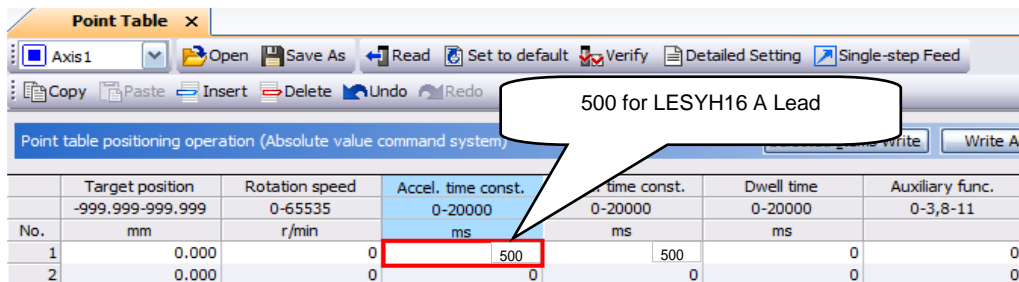 Point Table ×
Axis1 Open Save As Read Set to default Verify Detailed Setting Single-step Feed
Copy Paste Insert Delete Undo Redo
500 for LESYH16 A Lead
Point table positioning operation (Absolute value command system) Write Write A
Target position Rotation speed Accel. time const. time const. Dwell time Auxiliary func.
-999.999-999.999 0-65535 0-20000 0-20000 0-20000 0-3,8-11
No. mm r/min ms ms ms
1 0.000 0 500 500 0 0
2 0.000 0 0 0 0 0